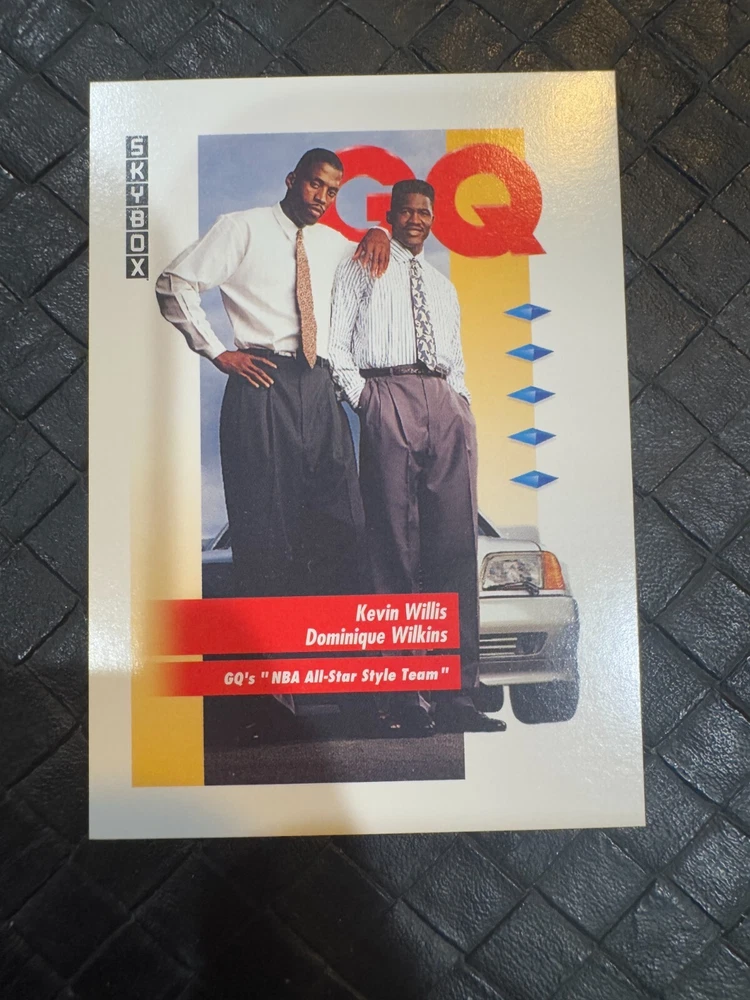 SKYBOX
GQ
Kevin Willis
Dominique Wilkins
GQ's "NBA All-Star Style Team"